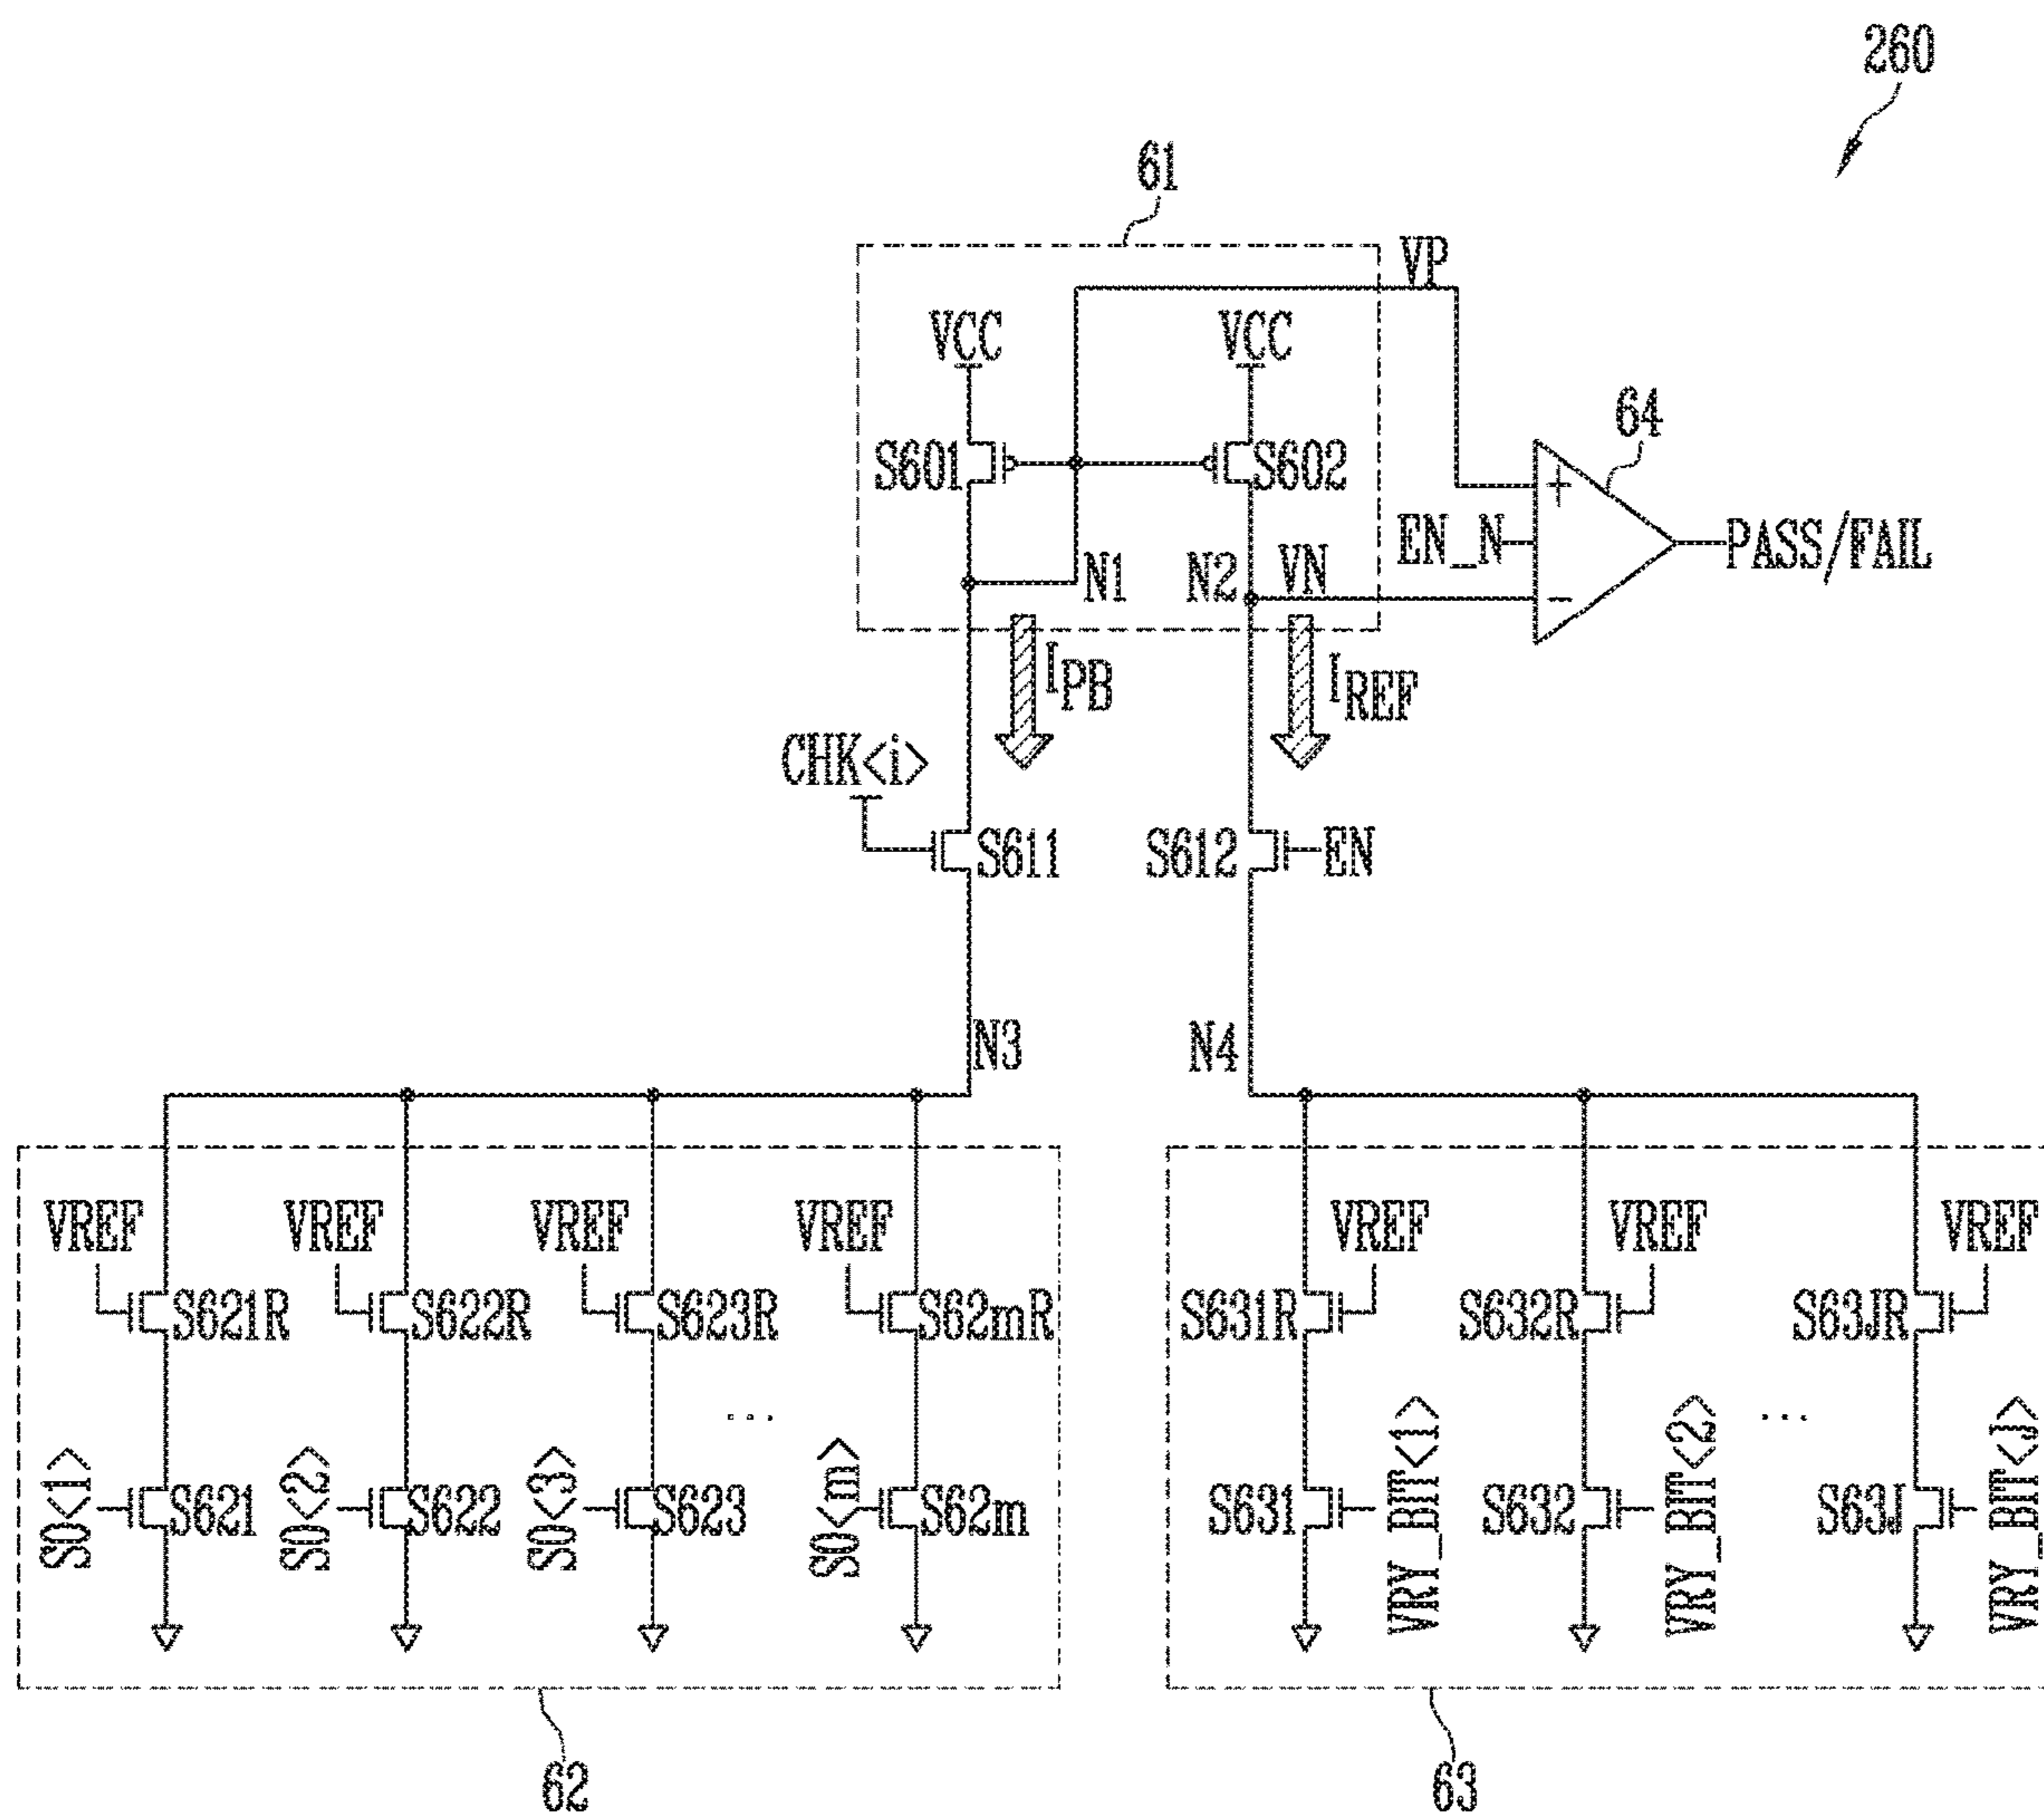 260
61
VP
VCC
VCC
64
S601
S602
+
EN_N
PASS/FAIL
N1
N2
VN
−
IPB
IREF
CHK<i>
S611
S612
EN
N3
N4
VREF
VREF
VREF
VREF
VREF
VREF
VREF
S621R
S622R
S623R
S62mR
S631R
S632R
S63JR
...
...
SO<1>
S621
SO<2>
S622
SO<3>
S623
SO<m>
S62m
S631
VRY_BIT<1>
S632
VRY_BIT<2>
S63J
VRY_BIT<J>
62
63